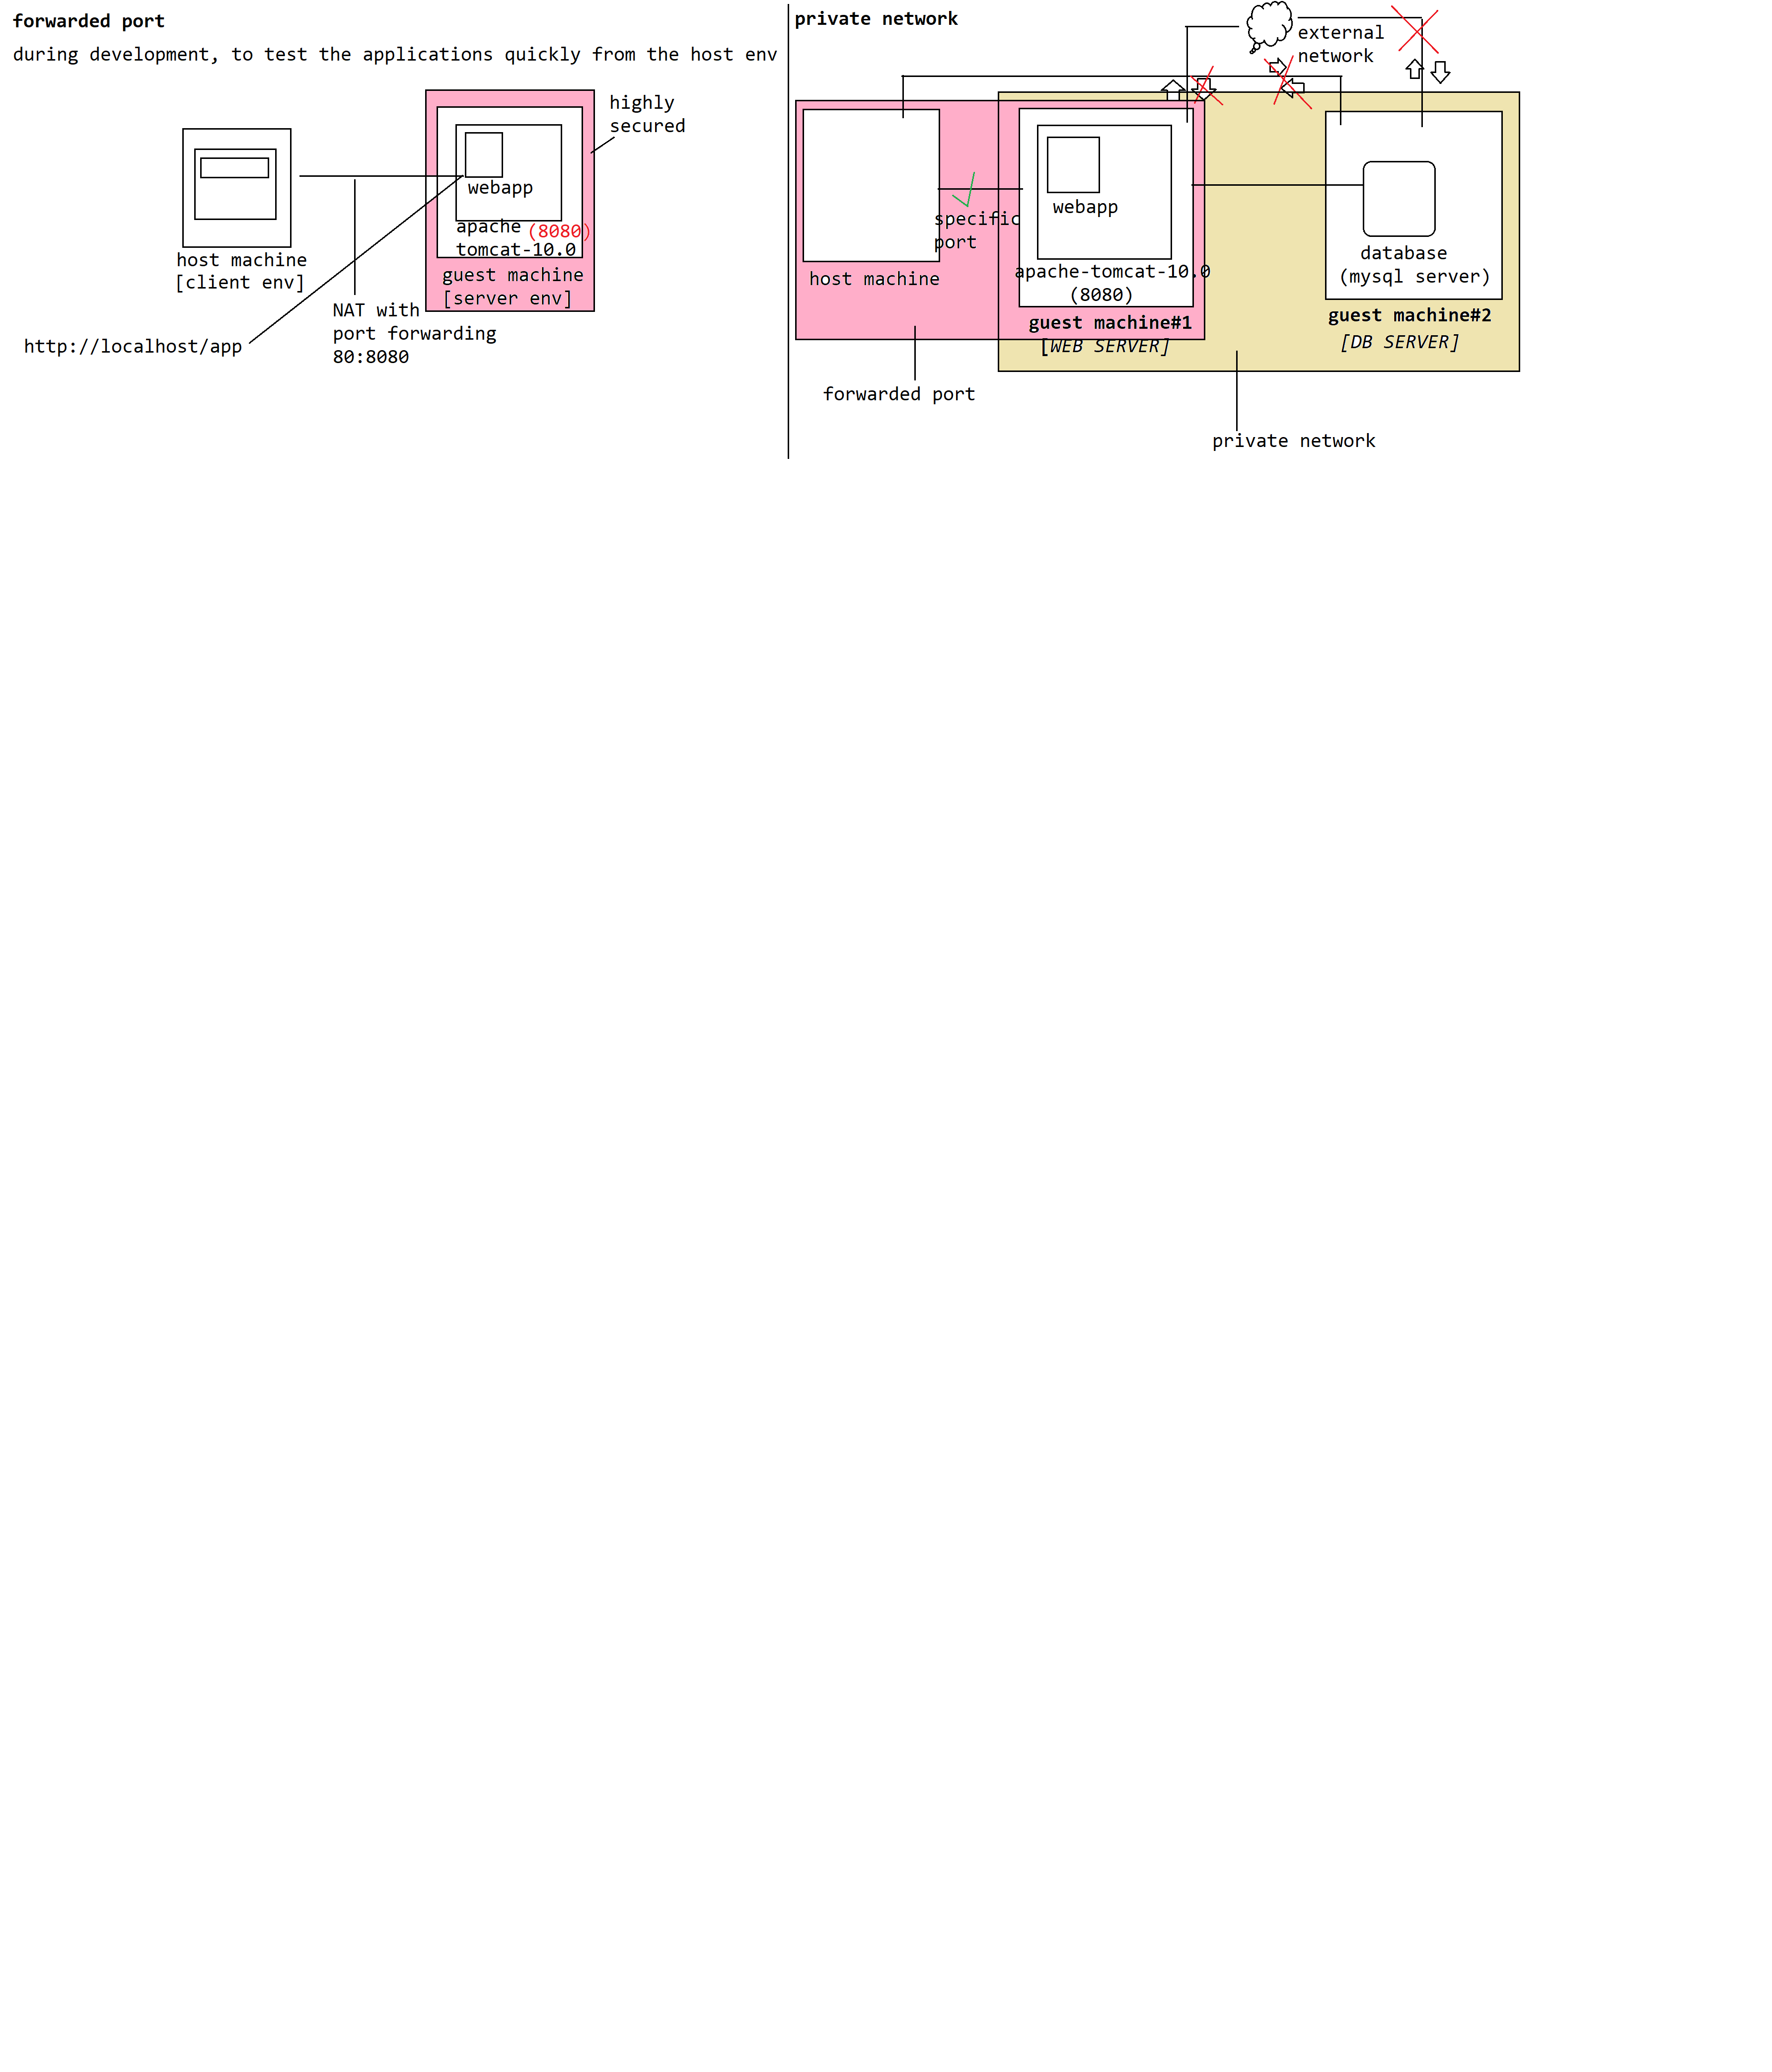 forwarded port
during development, to test the applications quickly from the host env
highly
secured
webapp
apache (8080)
tomcat-10.0
guest machine
[server env]
host machine
[client env]
NAT with
port forwarding
80:8080
http://localhost/app
private network
external
network
specific
port
webapp
host machine
apache-tomcat-10.0
(8080)
guest machine#1
[WEB SERVER]
database
(mysql server)
guest machine#2
[DB SERVER]
forwarded port
private network